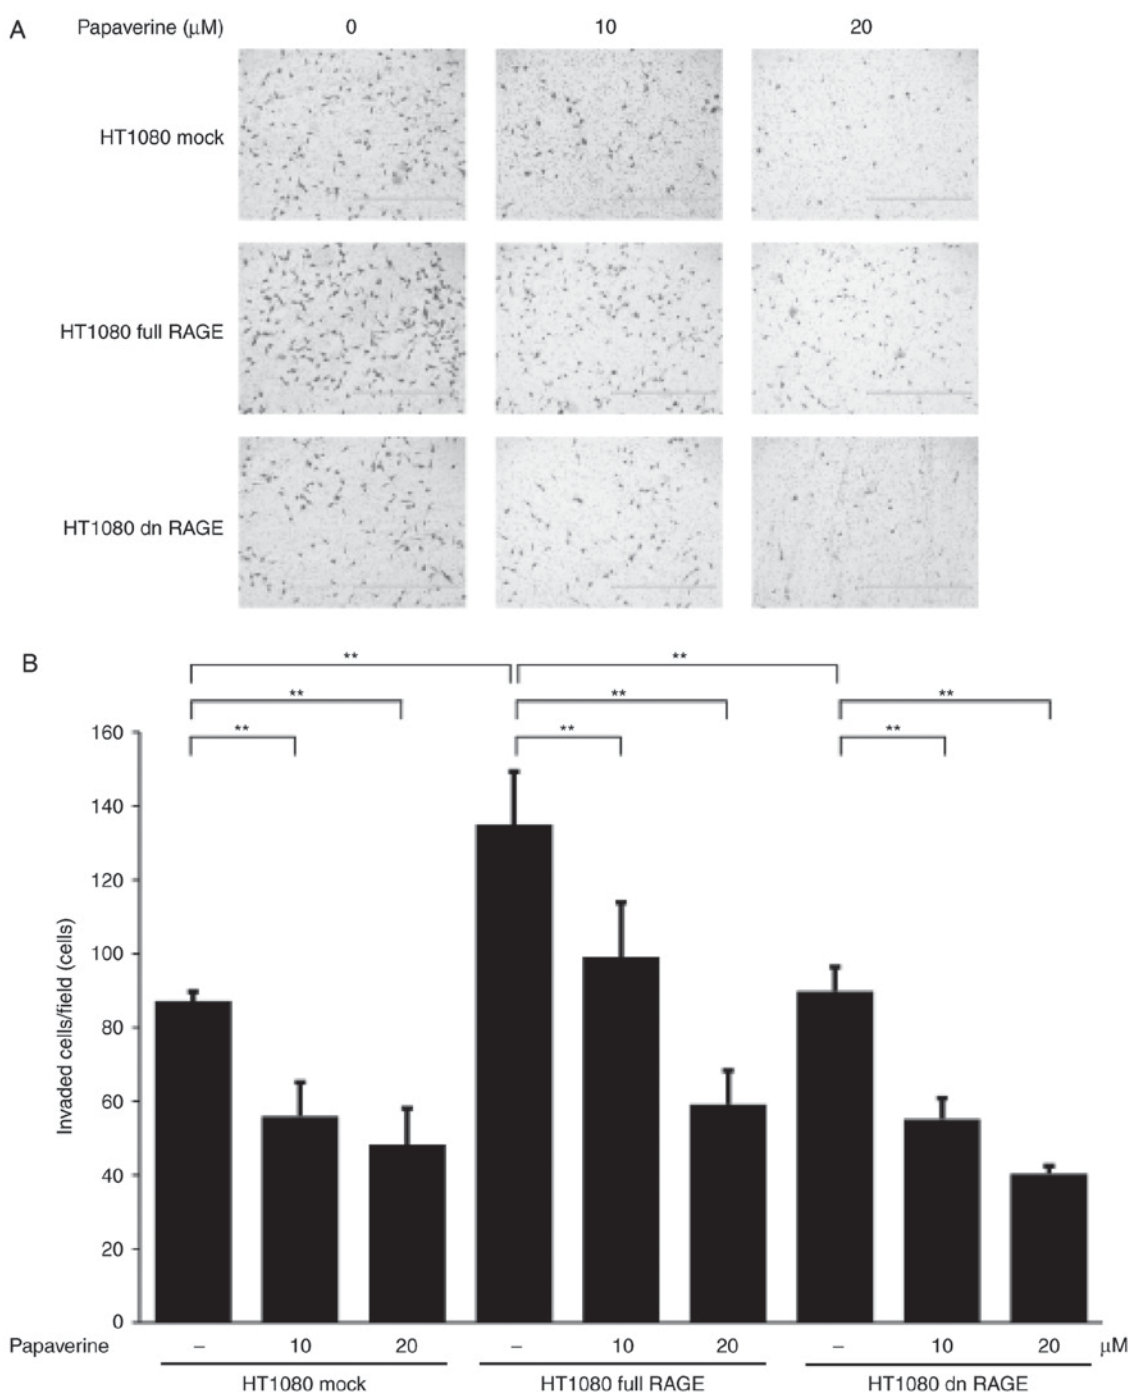 A
Papaverine (μM) 0 10 20
HT1080 mock
HT1080 full RAGE
HT1080 dn RAGE
B
** **
** ** **
** ** **
160
140
120
100
80
60
40
20
0
Invaded cells/field (cells)
Papaverine – 10 20 – 10 20 – 10 20 μM
HT1080 mock HT1080 full RAGE HT1080 dn RAGE